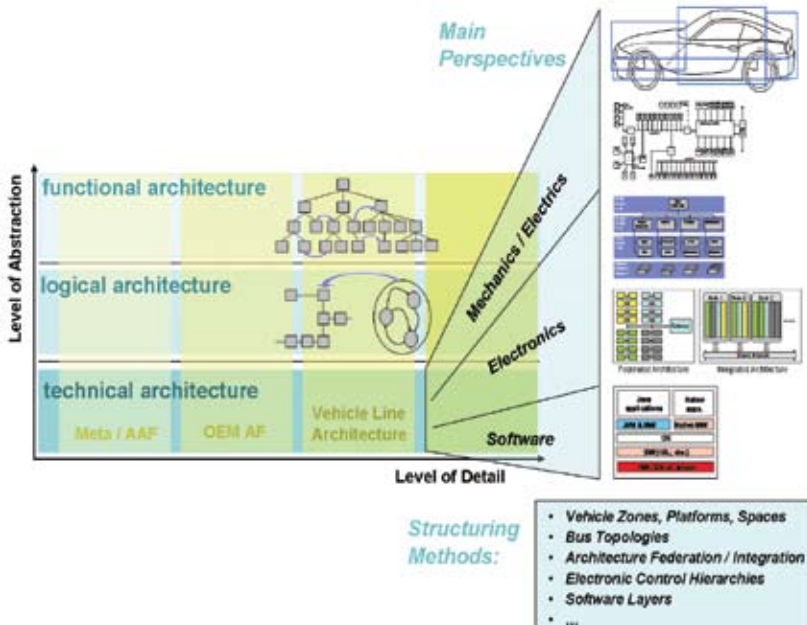 Main
Perspectives
Level of Abstraction
functional architecture
logical architecture
technical architecture
Meta / AAF
OEM AF
Vehicle Line
Architecture
Mechanics / Electrics
Electronics
Software
Level of Detail
Federated Architecture
Integrated Architecture
Java
applications
Native
OS
Structuring
Methods:
• Vehicle Zones, Platforms, Spaces
• Bus Topologies
• Architecture Federation / Integration
• Electronic Control Hierarchies
• Software Layers
• ...